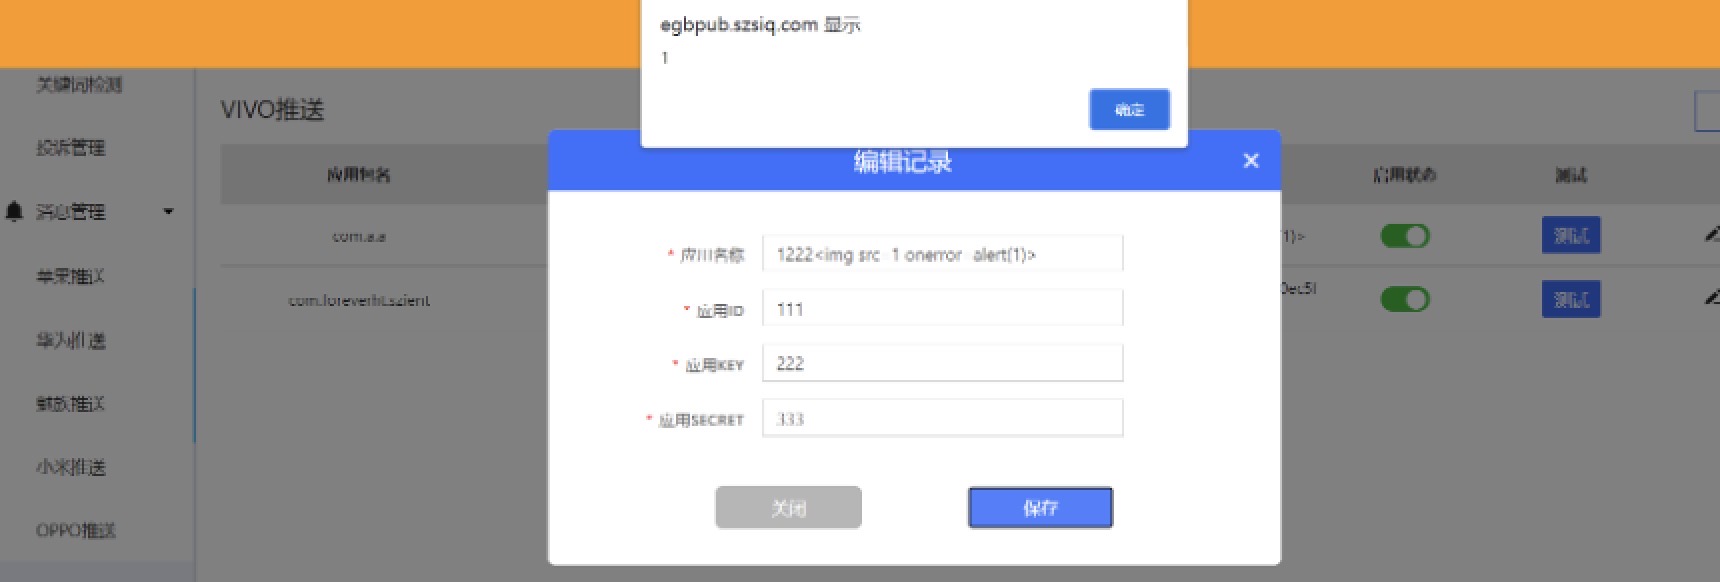 egbpub.szsiq.com 显示
1
确定
关键词检测
投诉管理
消息管理
苹果推送
华为推送
魅族推送
小米推送
OPPO推送
VIVO推送
应用包名 启用状态 测试
com.a.a 1)> 测试
com.foreverht.szient 测试
编辑记录
* 应用名称 1222<img src=1 onerror=alert(1)>
* 应用ID 111
* 应用KEY 222
* 应用SECRET 333
关闭 保存